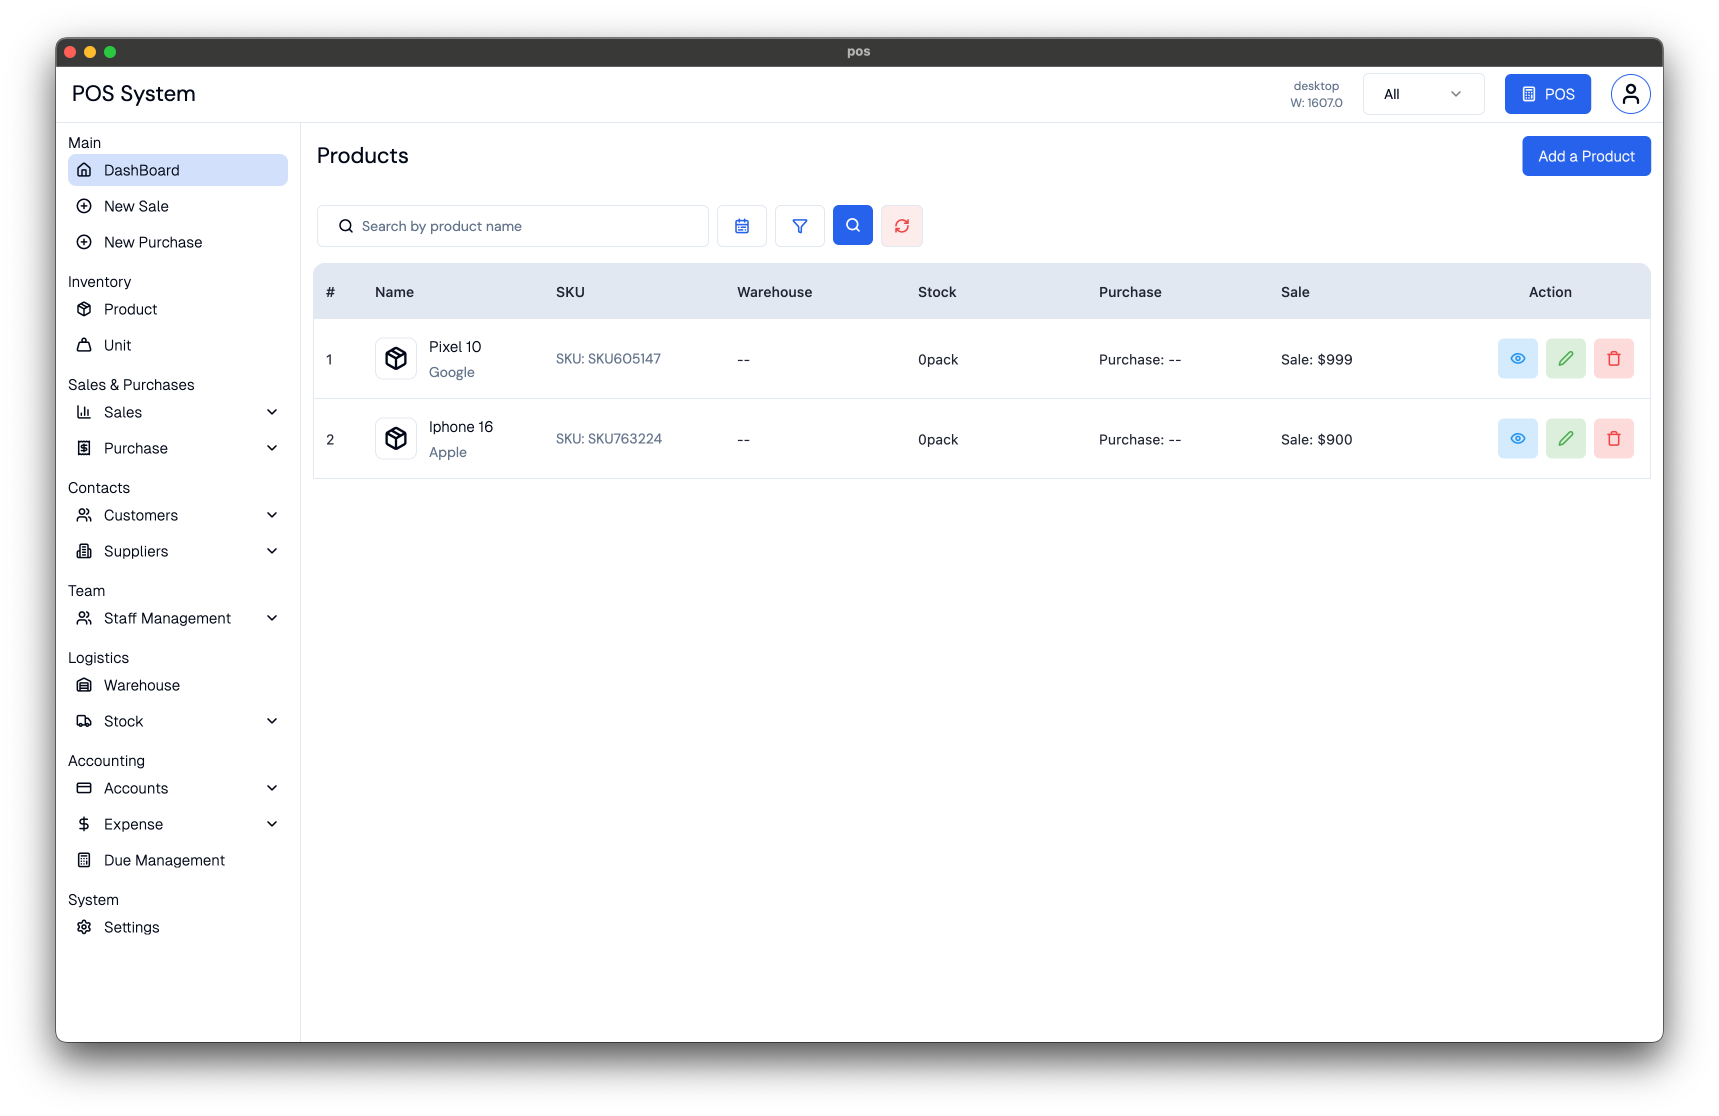 pos
POS System
desktop
W: 1607.0
All
POS
Main
DashBoard
New Sale
New Purchase
Inventory
Product
Unit
Sales & Purchases
Sales
Purchase
Contacts
Customers
Suppliers
Team
Staff Management
Logistics
Warehouse
Stock
Accounting
Accounts
Expense
Due Management
System
Settings
Products
Add a Product
Search by product name
# Name SKU Warehouse Stock Purchase Sale Action
1 Pixel 10 SKU: SKU605147 -- 0pack Purchase: -- Sale: $999
Google
2 Iphone 16 SKU: SKU763224 -- 0pack Purchase: -- Sale: $900
Apple